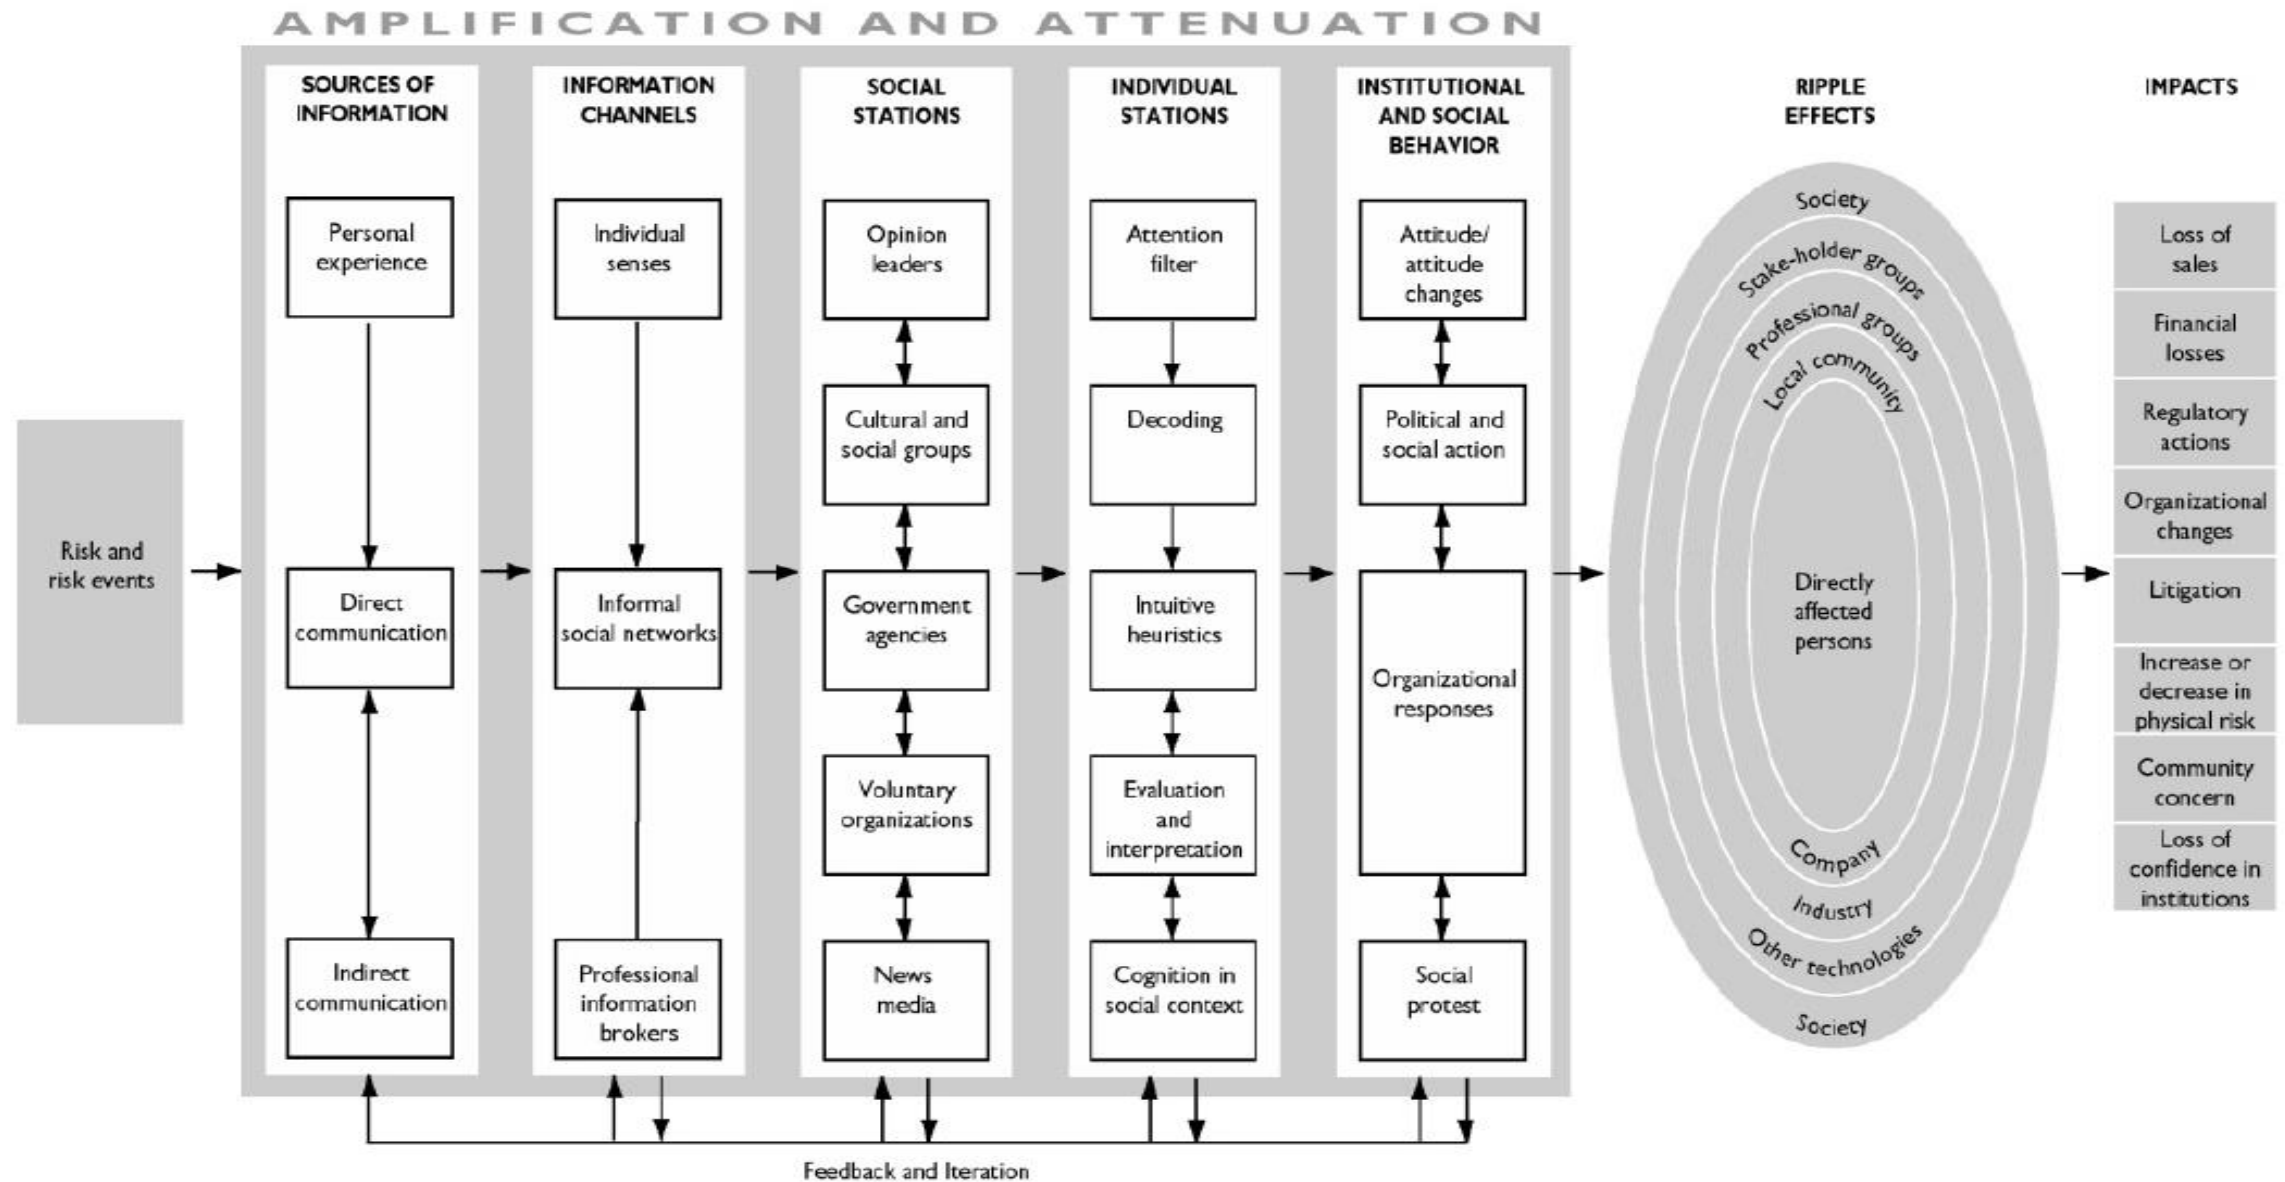 AMPLIFICATION AND ATTENUATION
SOURCES OF
INFORMATION
Personal
experience
Direct
communication
Indirect
communication
INFORMATION
CHANNELS
Individual
senses
Informal
social networks
Professional
information
brokers
SOCIAL
STATIONS
Opinion
leaders
Cultural and
social groups
Government
agencies
Voluntary
organizations
News
media
INDIVIDUAL
STATIONS
Attention
filter
Decoding
Intuitive
heuristics
Evaluation
and
interpretation
Cognition in
social context
INSTITUTIONAL
AND SOCIAL
BEHAVIOR
Attitude/
attitude
changes
Political and
social action
Organizational
responses
Social
protest
RIPPLE
EFFECTS
Society
Stake-holder groups
Professional groups
Local community
Directly
affected
persons
Company
Industry
Other technologies
Society
IMPACTS
Loss of
sales
Financial
losses
Regulatory
actions
Organizational
changes
Litigation
Increase or
decrease in
physical risk
Community
concern
Loss of
confidence in
institutions
Risk and
risk events
Feedback and Iteration